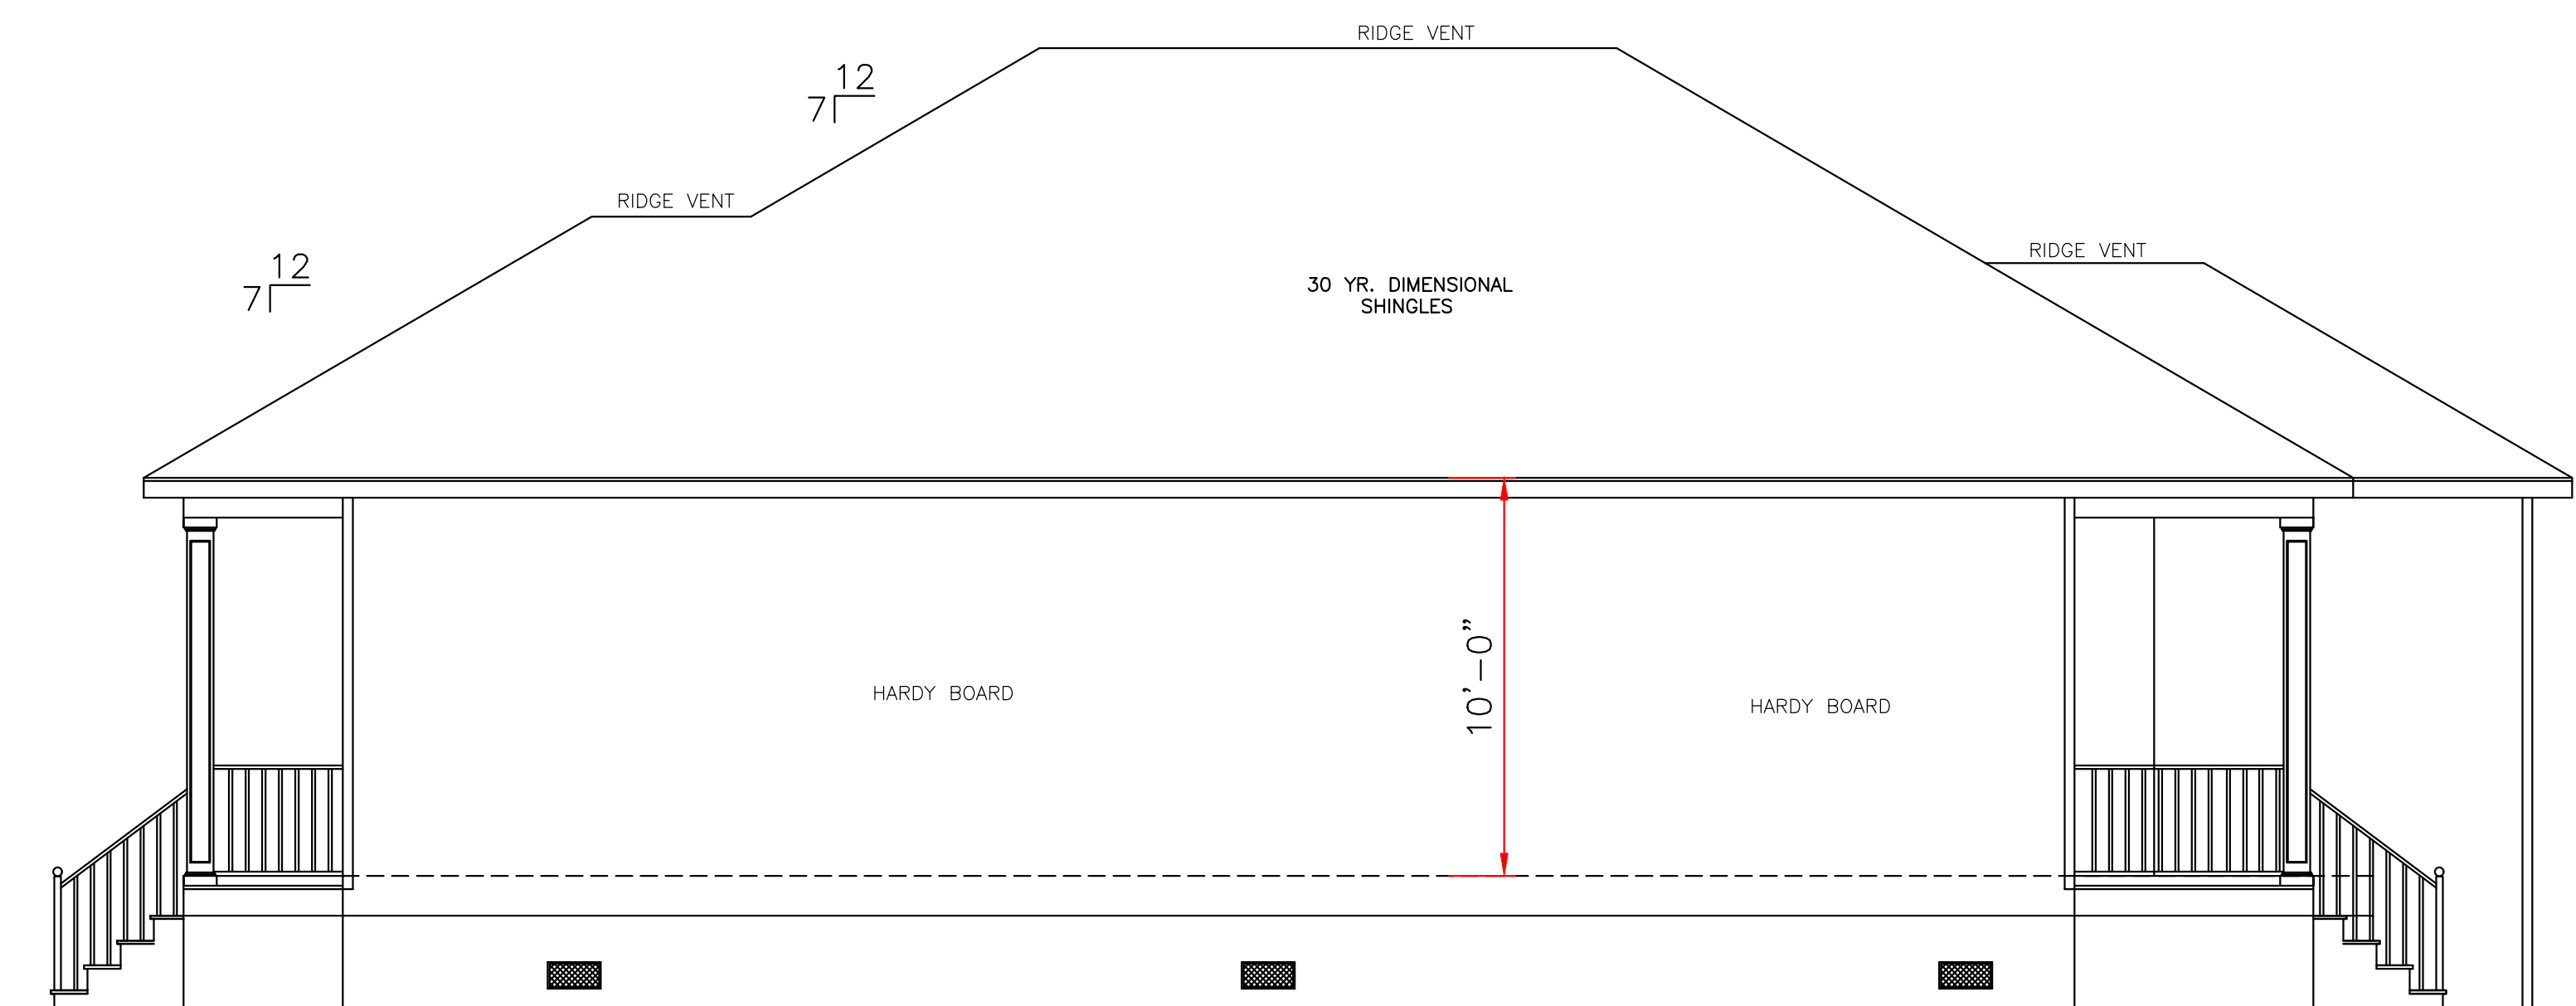 RIDGE VENT
12
7
RIDGE VENT
RIDGE VENT
12
7
30 YR. DIMENSIONAL
SHINGLES
10'-0"
HARDY BOARD
HARDY BOARD